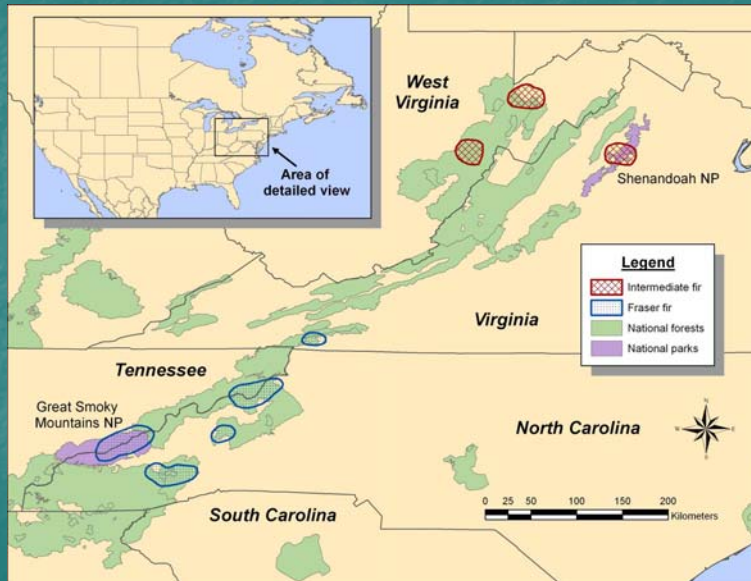 Area of
detailed view
West
Virginia
Shenandoah NP
Legend
Intermediate fir
Fraser fir
National forests
National parks
Virginia
Tennessee
Great Smoky
Mountains NP
North Carolina
South Carolina
N
W
E
S
0 25 50 100 150 200
Kilometers